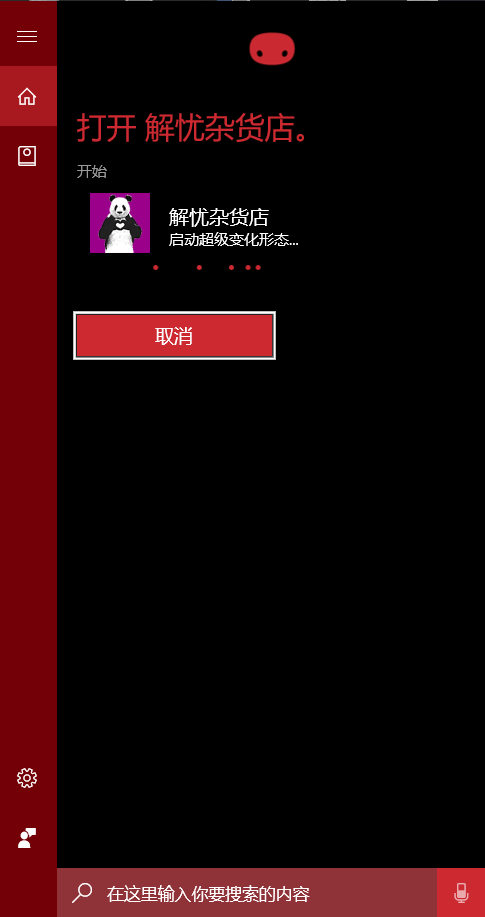 打开 解忧杂货店。
开始
解忧杂货店
启动超级变化形态...
取消
在这里输入你要搜索的内容